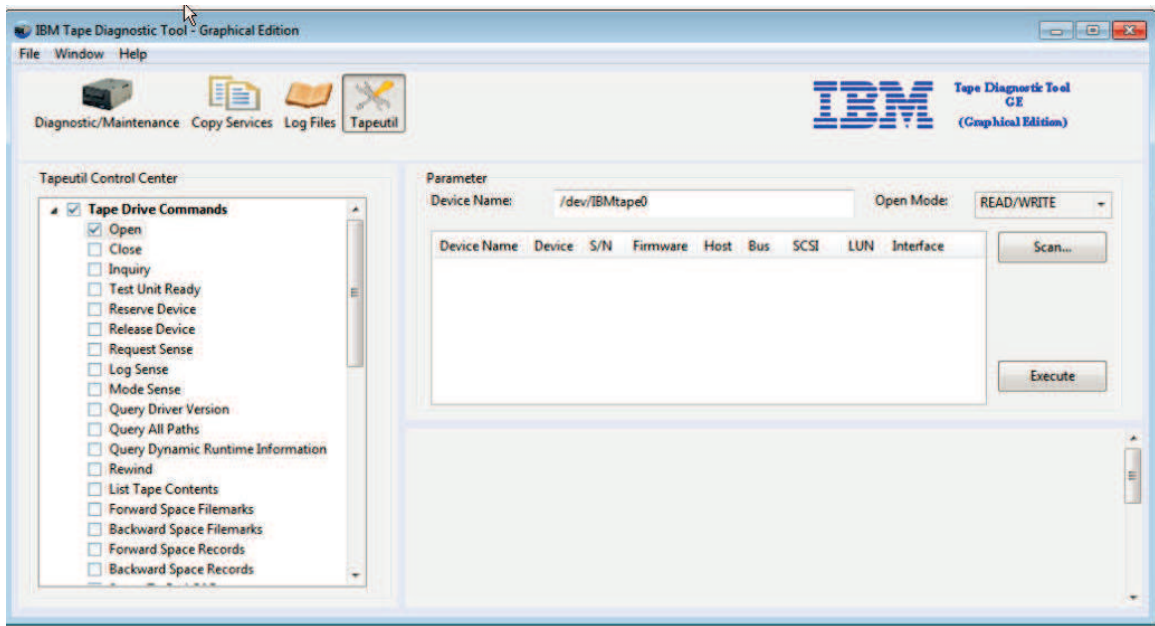 IBM Tape Diagnostic Tool - Graphical Edition
File Window Help
Diagnostic/Maintenance Copy Services Log Files Tapeutil
IBM
Tape Diagnostic Tool
GE
(Graphical Edition)
Tapeutil Control Center
Tape Drive Commands
Open
Close
Inquiry
Test Unit Ready
Reserve Device
Release Device
Request Sense
Log Sense
Mode Sense
Query Driver Version
Query All Paths
Query Dynamic Runtime Information
Rewind
List Tape Contents
Forward Space Filemarks
Backward Space Filemarks
Forward Space Records
Backward Space Records
Parameter
Device Name: /dev/IBMtape0 Open Mode: READ/WRITE
Device Name Device S/N Firmware Host Bus SCSI LUN Interface
Scan...
Execute